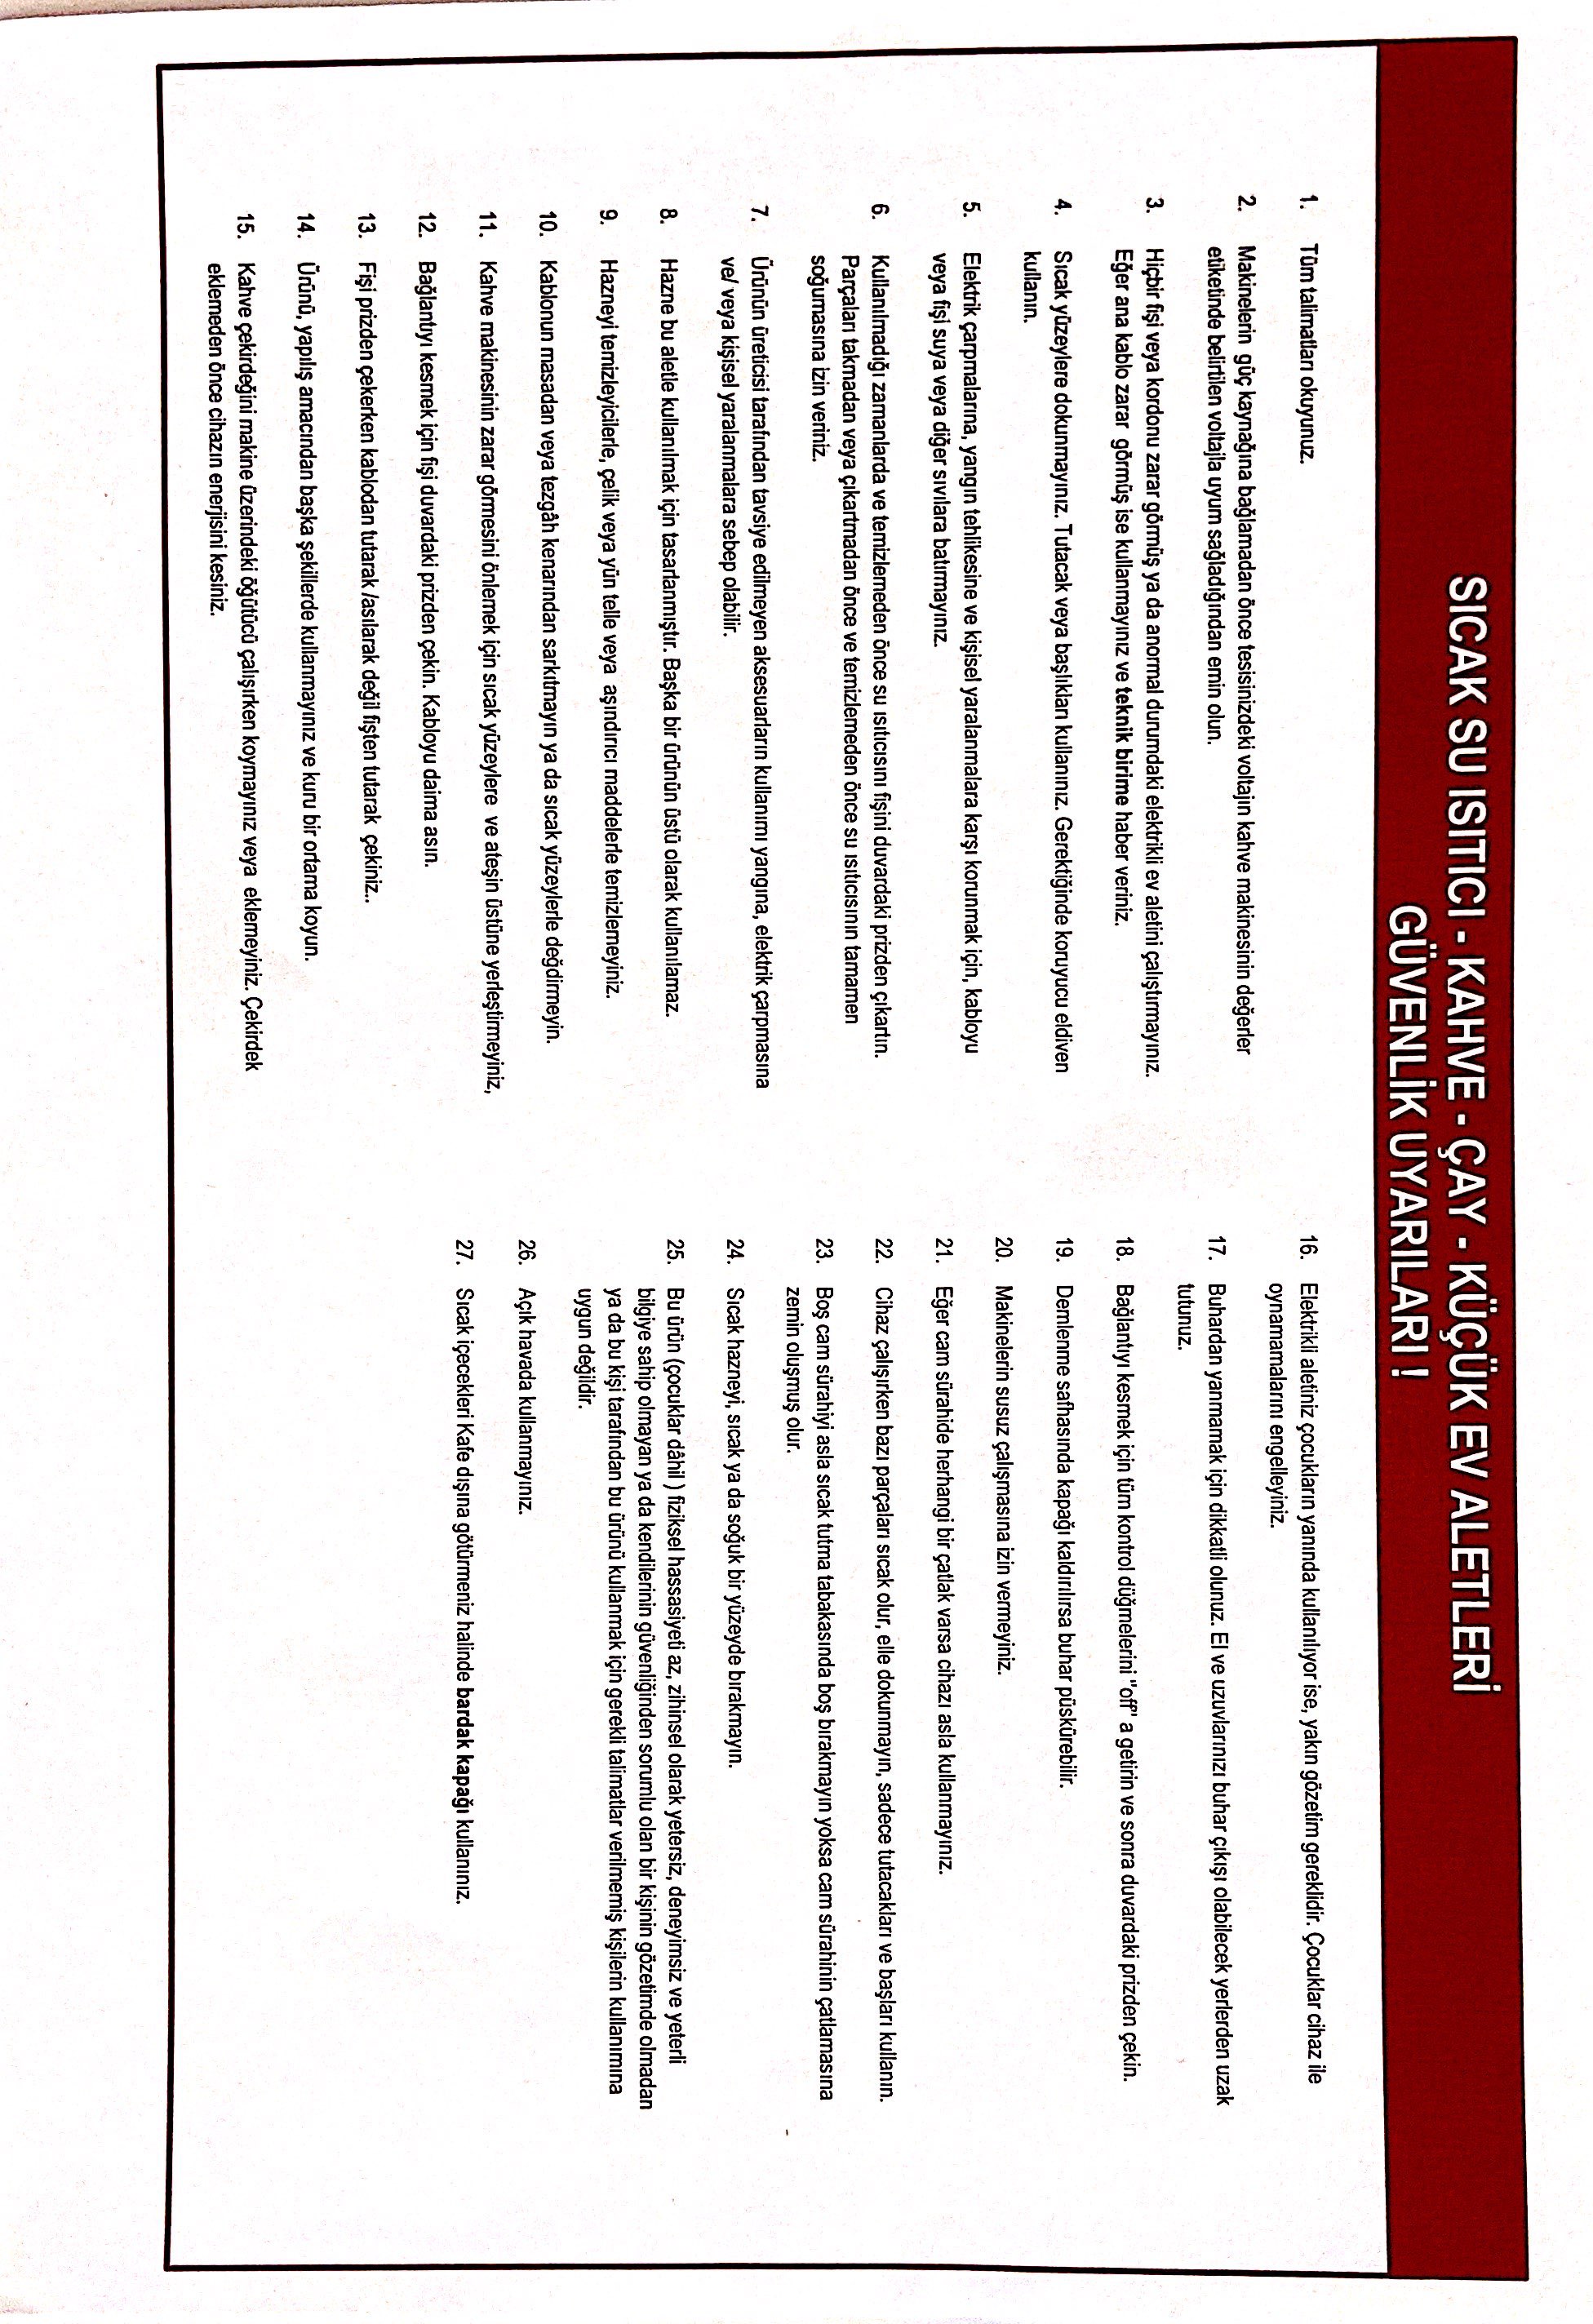 SICAK SU ISITICI - KAHVE - ÇAY - KÜÇÜK EV ALETLERİ
GÜVENLİK UYARILARI !
1. Tüm talimatları okuyunuz.
2. Makinelerin güç kaynağına bağlamadan önce tesisinizdeki voltajın kahve makinesinin değerler
etiketinde belirtilen voltajla uyum sağladığından emin olun.
3. Hiçbir fişi veya kordonu zarar görmüş ya da anormal durumdaki elektrikli ev aletini çalıştırmayınız.
Eğer ana kablo zarar görmüş ise kullanmayınız ve teknik birime haber veriniz.
4. Sıcak yüzeylere dokunmayınız. Tutacak veya başlıkları kullanınız. Gerektiğinde koruyucu eldiven
kullanın.
5. Elektrik çarpmalarına, yangın tehlikesine ve kişisel yaralanmalara karşı korunmak için, kabloyu
veya fişi suya veya diğer sıvılara batırmayınız.
6. Kullanılmadığı zamanlarda ve temizlemeden önce su ısıtıcısını fişini duvardaki prizden çıkartın.
Parçaları takmadan veya çıkartmadan önce ve temizlemeden önce su ısıtıcısının tamamen
soğumasına izin veriniz.
7. Ürünün üreticisi tarafından tavsiye edilmeyen aksesuarların kullanımı yangına, elektrik çarpmasına
ve/ veya kişisel yaralanmalara sebep olabilir.
8. Hazne bu aletle kullanılmak için tasarlanmıştır. Başka bir ürünün üstü olarak kullanılamaz.
9. Hazneyi temizleyicilerle, çelik veya yün telle veya aşındırıcı maddelerle temizlemeyiniz.
10. Kablonun masadan veya tezgâh kenarından sarkıtmayın ya da sıcak yüzeylerle değdirmeyin.
11. Kahve makinesinin zarar görmesini önlemek için sıcak yüzeylere ve ateşin üstüne yerleştirmeyiniz,
12. Bağlantıyı kesmek için fişi duvardaki prizden çekin. Kabloyu daima asın.
13. Fişi prizden çekerken kablodan tutarak /asılarak değil fişten tutarak çekiniz..
14. Ürünü, yapılış amacından başka şekillerde kullanmayınız ve kuru bir ortama koyun.
15. Kahve çekirdeğini makine üzerindeki öğütücü çalışırken koymayınız veya eklemeyiniz. Çekirdek
eklemeden önce cihazın enerjisini kesiniz.
16. Elektrikli aletiniz çocukların yanında kullanılıyor ise, yakın gözetim gereklidir. Çocuklar cihaz ile
oynamamalarını engelleyiniz.
17. Buhardan yanmamak için dikkatli olunuz. El ve uzuvlarınızı buhar çıkışı olabilecek yerlerden uzak
tutunuz.
18. Bağlantıyı kesmek için tüm kontrol düğmelerini "off" a getirin ve sonra duvardaki prizden çekin.
19. Demlenme safhasında kapağı kaldırılırsa buhar püskürebilir.
20. Makinelerin susuz çalışmasına izin vermeyiniz.
21. Eğer cam sürahide herhangi bir çatlak varsa cihazı asla kullanmayınız.
22. Cihaz çalışırken bazı parçaları sıcak olur, elle dokunmayın, sadece tutacakları ve başları kullanın.
23. Boş cam sürahiyi asla sıcak tutma tabakasında boş bırakmayın yoksa cam sürahinin çatlamasına
zemin oluşmuş olur.
24. Sıcak hazneyi, sıcak ya da soğuk bir yüzeyde bırakmayın.
25. Bu ürün (çocuklar dâhil ) fiziksel hassasiyeti az, zihinsel olarak yetersiz, deneyimsiz ve yeterli
bilgiye sahip olmayan ya da kendilerinin güvenliğinden sorumlu olan bir kişinin gözetimde olmadan
ya da bu kişi tarafından bu ürünü kullanmak için gerekli talimatlar verilmemiş kişilerin kullanımına
uygun değildir.
26. Açık havada kullanmayınız.
27. Sıcak içecekleri Kafe dışına götürmeniz halinde bardak kapağı kullanınız.